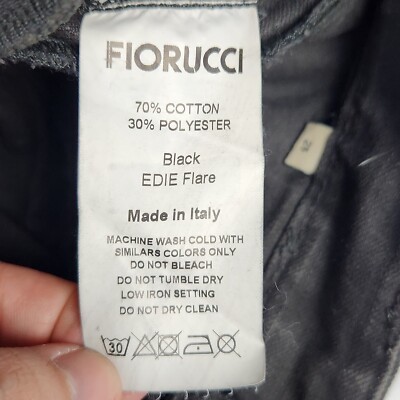 FIORUCCI
70% COTTON
30% POLYESTER
Black
EDIE Flare
Made in Italy
MACHINE WASH COLD WITH
SIMILARS COLORS ONLY
DO NOT BLEACH
DO NOT TUMBLE DRY
LOW IRON SETTING
DO NOT DRY CLEAN
30